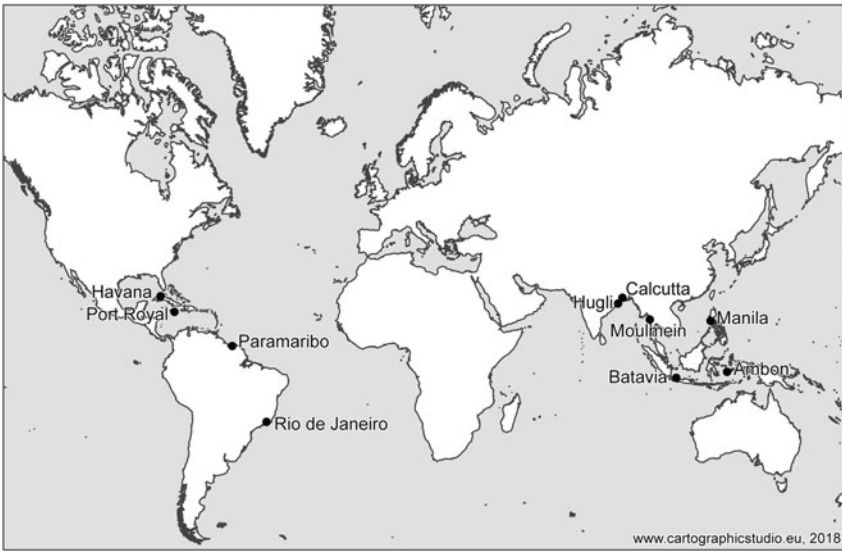 Havana
Port Royal
Paramaribo
Rio de Janeiro
Calcutta
Hugli
Moulmein
Manila
Batavia
Ambon
www.cartographicstudio.eu, 2018